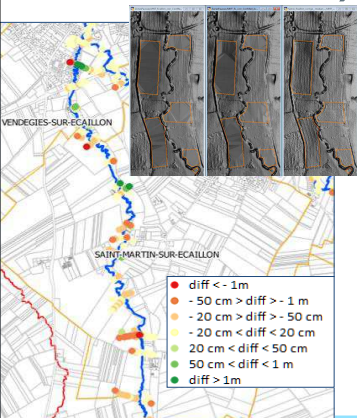 VENDEGIES-SUR-ECAILLON
SAINT-MARTIN-SUR-ECAILLON
diff < - 1m
- 50 cm > diff > - 1 m
- 20 cm > diff > - 50 cm
- 20 cm < diff < 20 cm
20 cm < diff < 50 cm
50 cm < diff < 1 m
diff > 1m